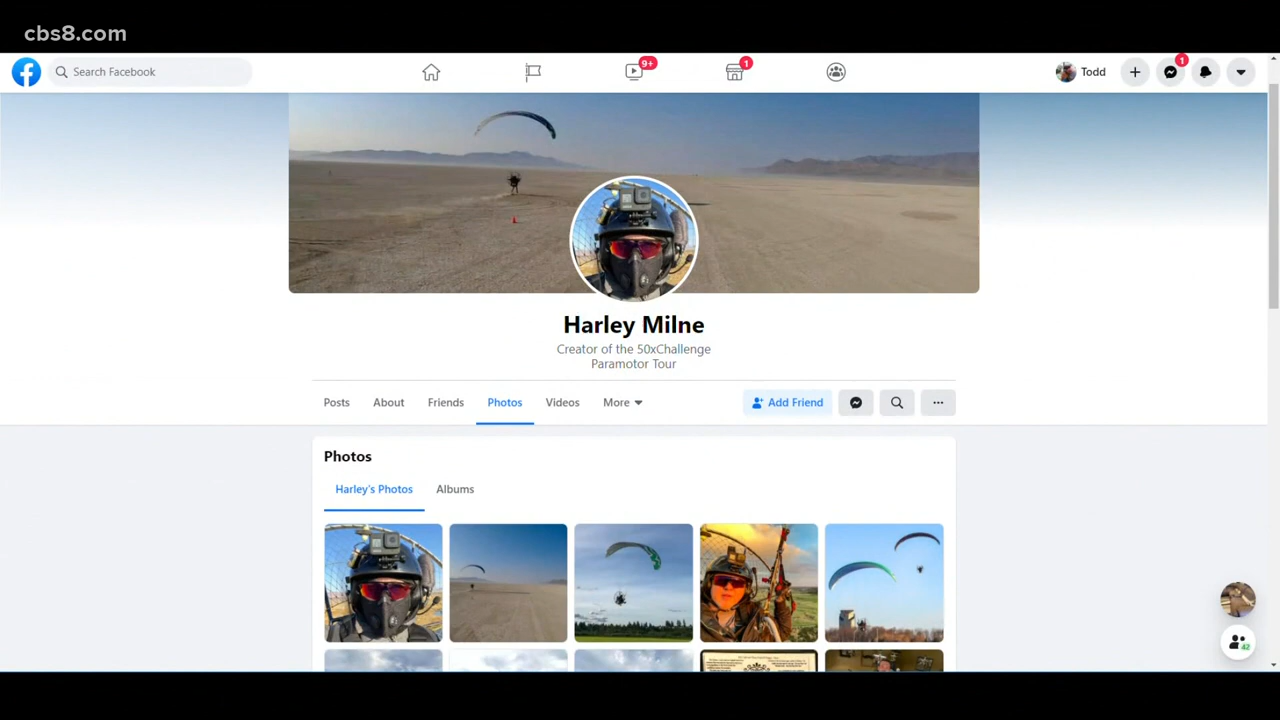 cbs8.com
Search Facebook
9+
1
Todd
1
Harley Milne
Creator of the 50xChallenge
Paramotor Tour
Posts
About
Friends
Photos
Videos
More
Add Friend
Photos
Harley's Photos
Albums
42